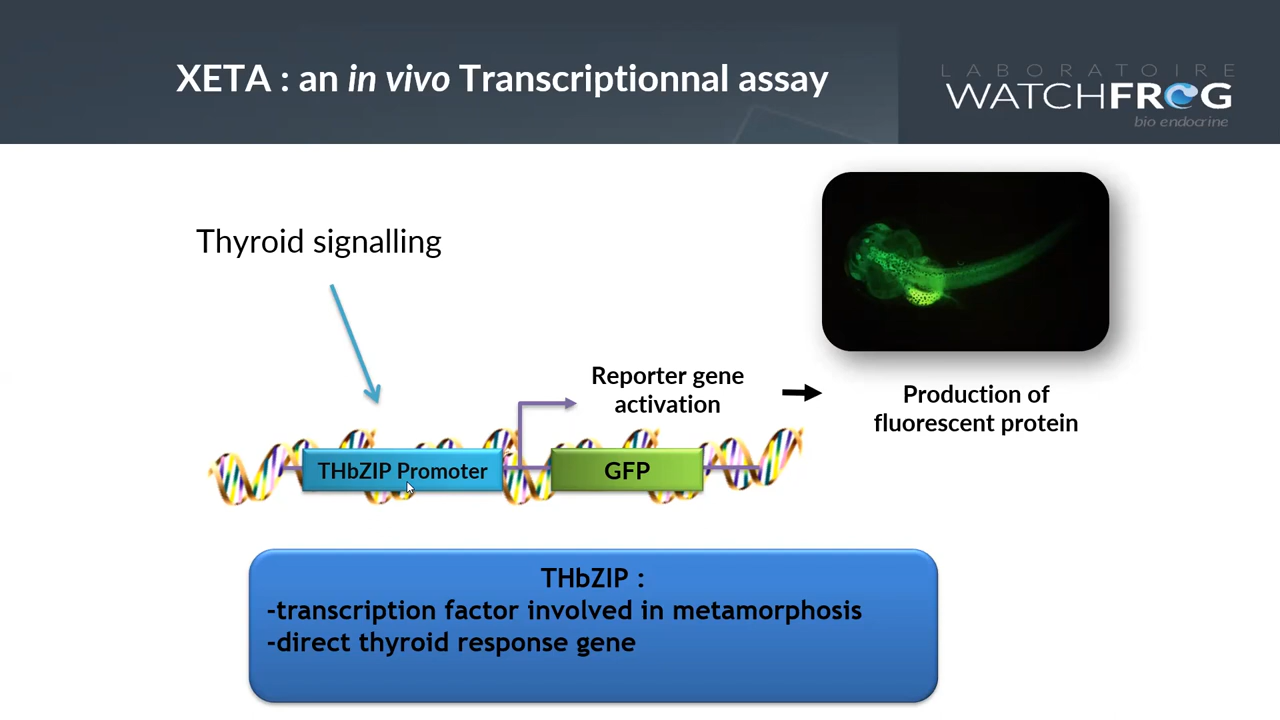 XETA : an in vivo Transcriptionnal assay
LABORATOIRE
WATCHFROG
bio endocrine
Thyroid signalling
Reporter gene
activation
Production of
fluorescent protein
THbZIP Promoter
GFP
THbZIP :
-transcription factor involved in metamorphosis
-direct thyroid response gene